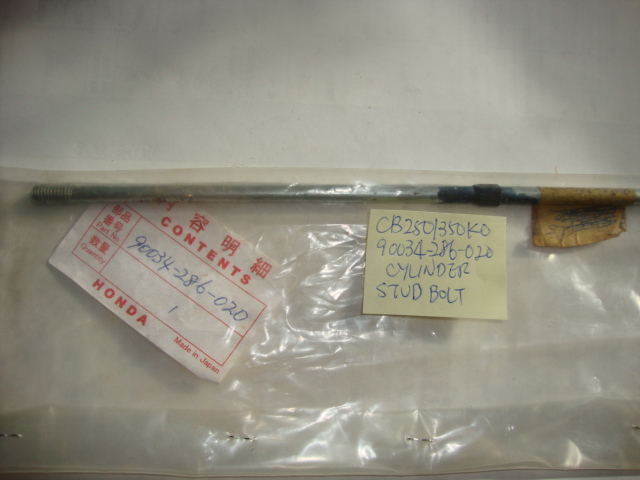 内容明細
CONTENTS
部品番号
Part. No.
90034-286-020
数量
Quantity
1
HONDA
Made in Japan
CB250/350K0
90034-286-020
CYLINDER
STUD BOLT